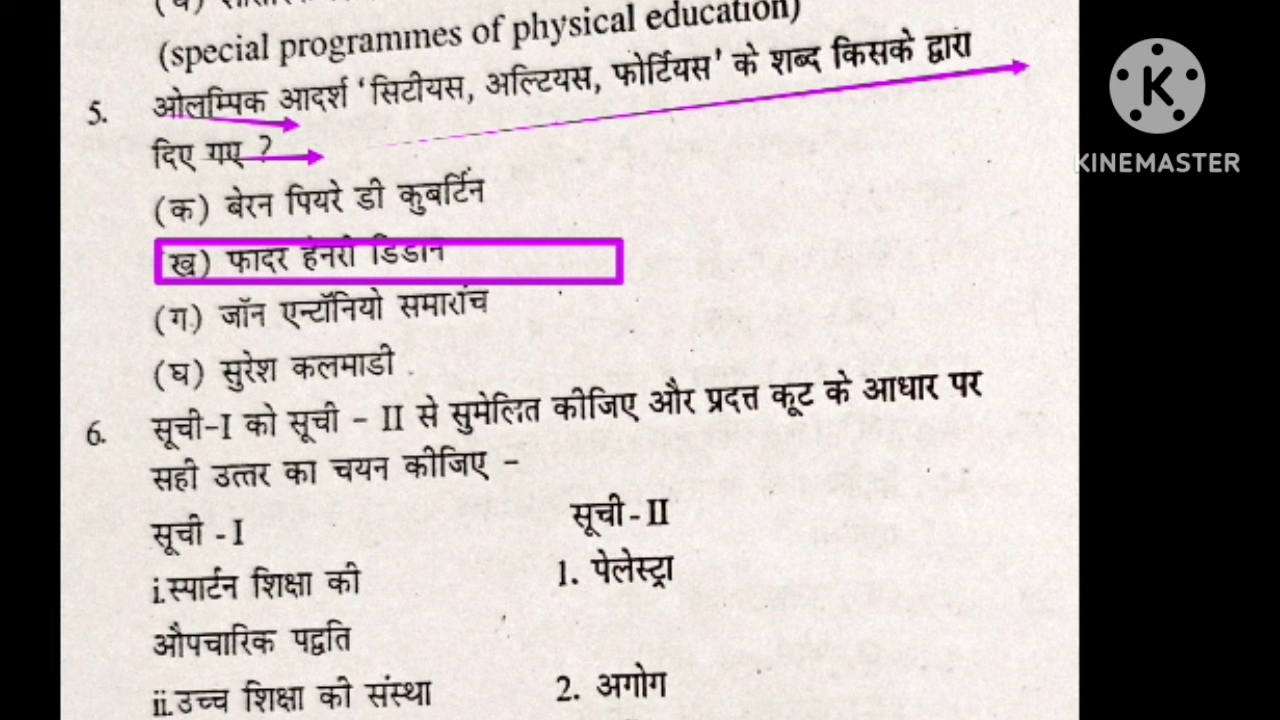 (special programmes of physical education)
5. ओलम्पिक आदर्श 'सिटीयस, अल्टियस, फोर्टियस' के शब्द किसके द्वारा
दिए गए ?
(क) बेरन पियरे डी कुबर्टिन
ख) फादर हेनरी डिडान
(ग) जॉन एन्टॉनियो समारांच
(घ) सुरेश कलमाडी
6. सूची-I को सूची - II से सुमेलित कीजिए और प्रदत्त कूट के आधार पर
सही उत्तर का चयन कीजिए -
सूची -I सूची -II
i.स्पार्टन शिक्षा की 1. पेलेस्ट्रा
औपचारिक पद्वति
ii.उच्च शिक्षा की संस्था 2. अगोग
K
KINEMASTER